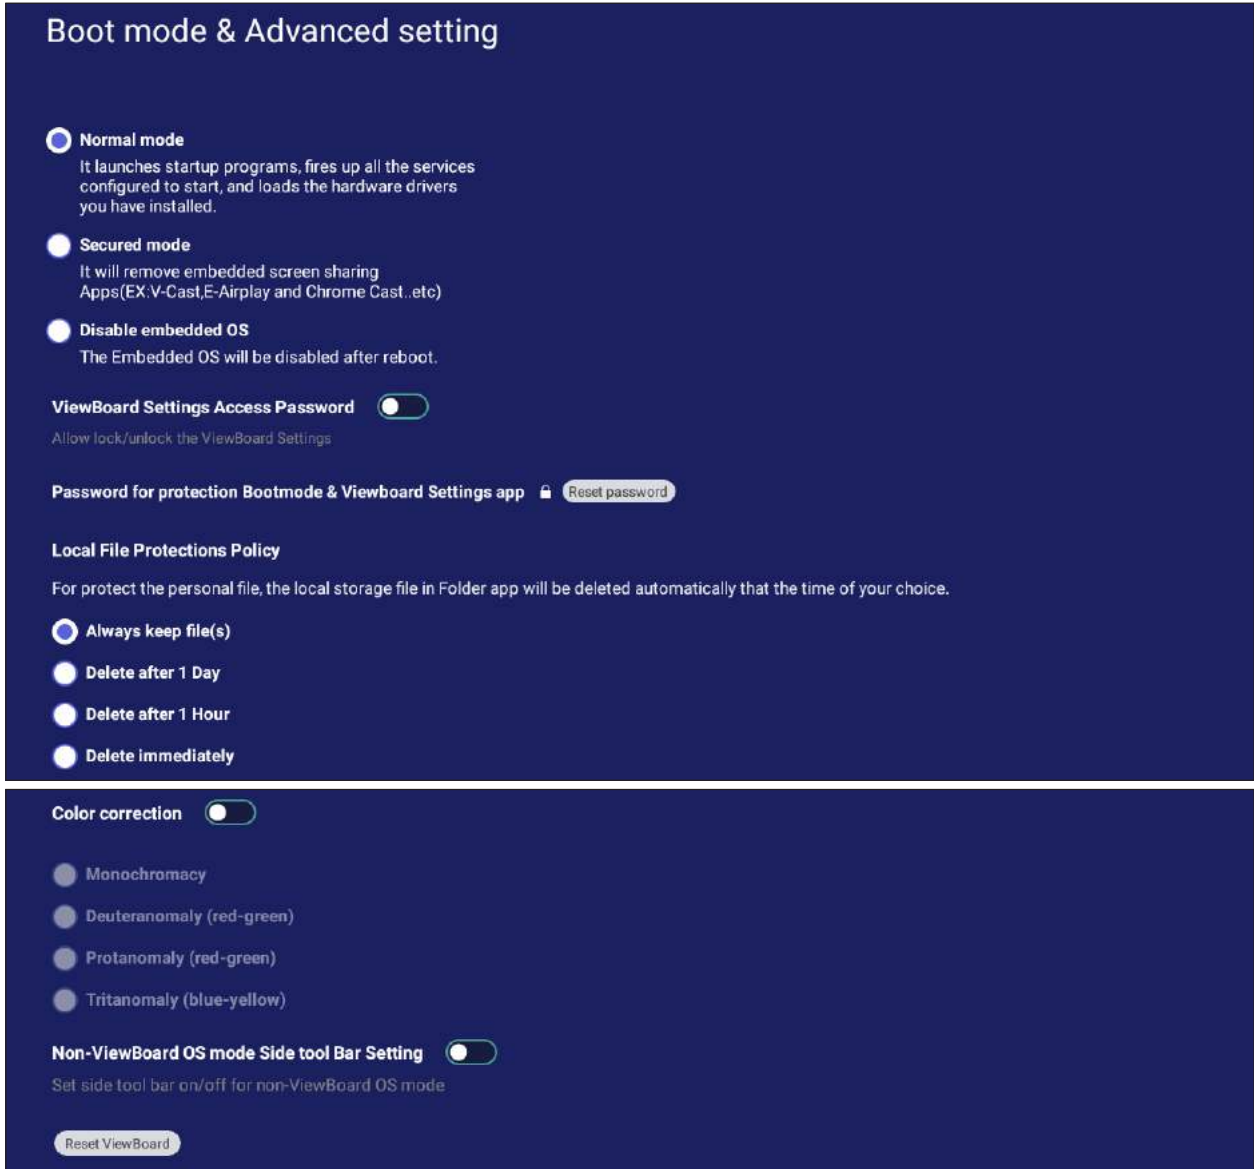 Boot mode & Advanced setting
Normal mode
It launches startup programs, fires up all the services
configured to start, and loads the hardware drivers
you have installed.
Secured mode
It will remove embedded screen sharing
Apps(EX:V-Cast,E-Airplay and Chrome Cast..etc)
Disable embedded OS
The Embedded OS will be disabled after reboot.
ViewBoard Settings Access Password
Allow lock/unlock the ViewBoard Settings
Password for protection Bootmode & Viewboard Settings app Reset password
Local File Protections Policy
For protect the personal file, the local storage file in Folder app will be deleted automatically that the time of your choice.
Always keep file(s)
Delete after 1 Day
Delete after 1 Hour
Delete immediately
Color correction
Monochromacy
Deuteranomaly (red-green)
Protanomaly (red-green)
Tritanomaly (blue-yellow)
Non-ViewBoard OS mode Side tool Bar Setting
Set side tool bar on/off for non-ViewBoard OS mode
Reset ViewBoard